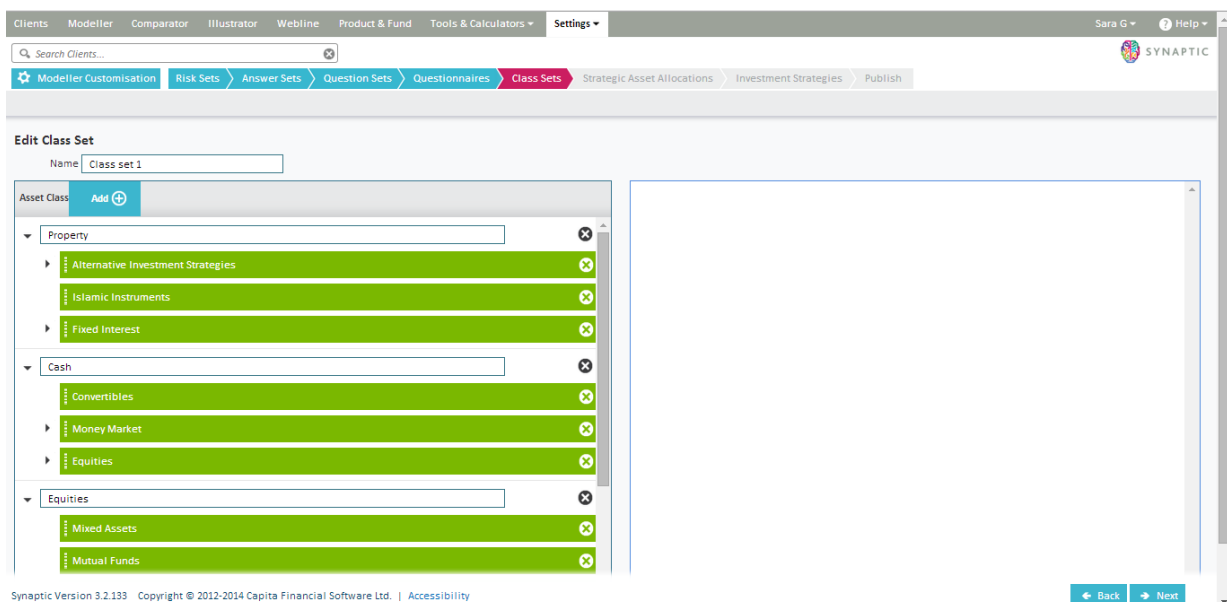 Clients Modeller Comparator Illustrator Webline Product & Fund Tools & Calculators Settings Sara G Help
Search Clients...
SYNAPTIC
Modeller Customisation Risk Sets Answer Sets Question Sets Questionnaires Class Sets Strategic Asset Allocations Investment Strategies Publish
Edit Class Set
Name Class set 1
Asset Class Add
Property
Alternative Investment Strategies
Islamic Instruments
Fixed Interest
Cash
Convertibles
Money Market
Equities
Equities
Mixed Assets
Mutual Funds
Synaptic Version 3.2.133 Copyright © 2012-2014 Capita Financial Software Ltd. | Accessibility
Back Next